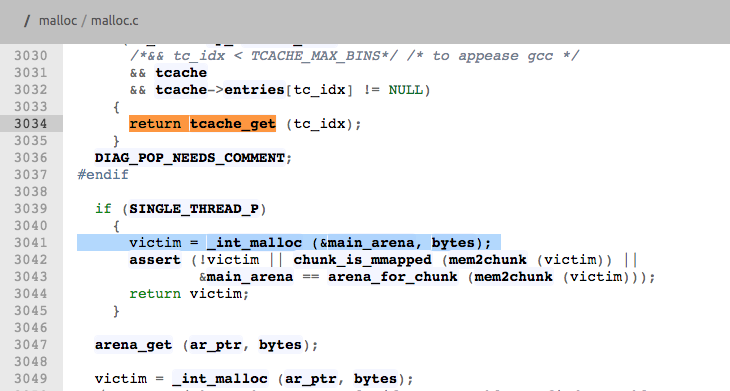 / malloc / malloc.c
3030 /*&& tc_idx < TCACHE_MAX_BINS*/ /* to appease gcc */
3031 && tcache
3032 && tcache->entries[tc_idx] != NULL)
3033 {
3034 return tcache_get (tc_idx);
3035 }
3036 DIAG_POP_NEEDS_COMMENT;
3037 #endif
3038
3039 if (SINGLE_THREAD_P)
3040 {
3041 victim = _int_malloc (&main_arena, bytes);
3042 assert (!victim || chunk_is_mmapped (mem2chunk (victim)) ||
3043 &main_arena == arena_for_chunk (mem2chunk (victim)));
3044 return victim;
3045 }
3046
3047 arena_get (ar_ptr, bytes);
3048
3049 victim = _int_malloc (ar_ptr, bytes);